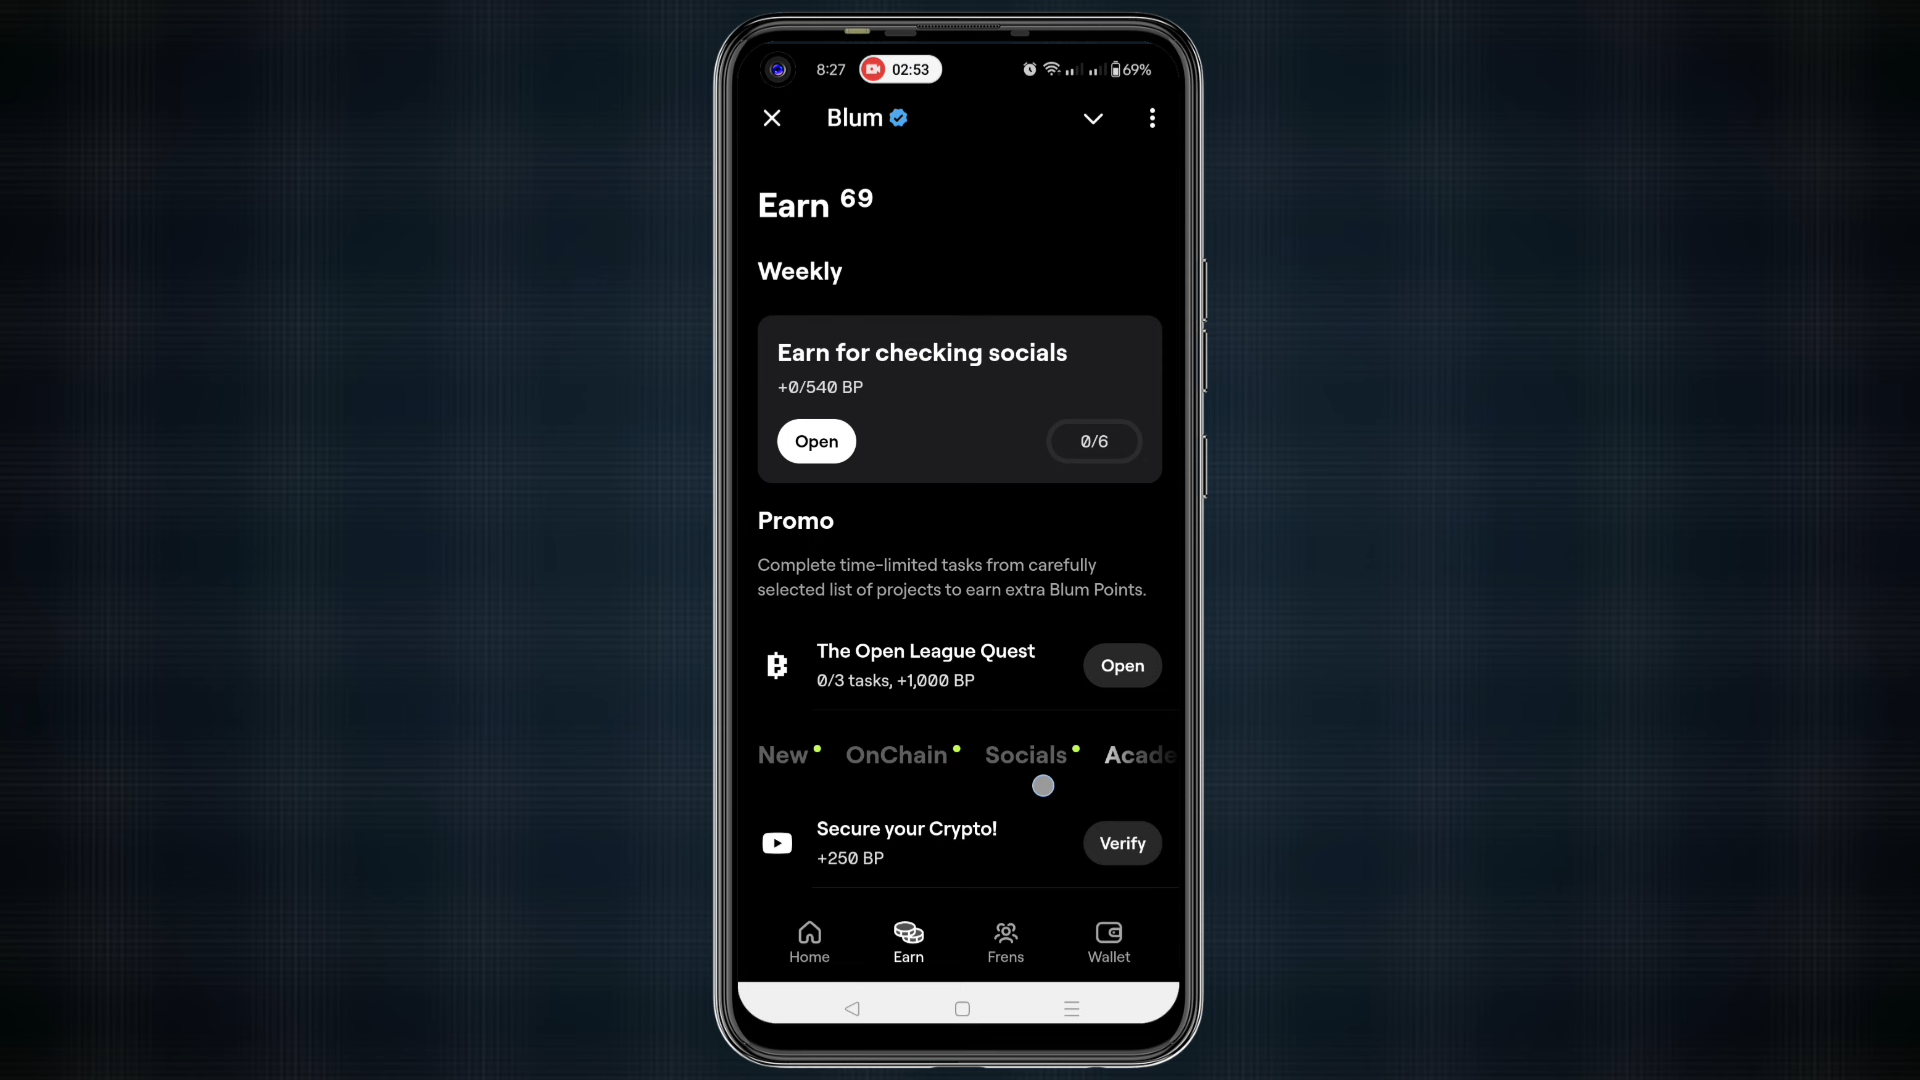 8:27 02:53 69%
Blum
Earn 69
Weekly
Earn for checking socials
+0/540 BP
Open 0/6
Promo
Complete time-limited tasks from carefully
selected list of projects to earn extra Blum Points.
The Open League Quest
0/3 tasks, +1,000 BP
Open
New OnChain Socials Acade
Secure your Crypto!
+250 BP
Verify
Home Earn Frens Wallet